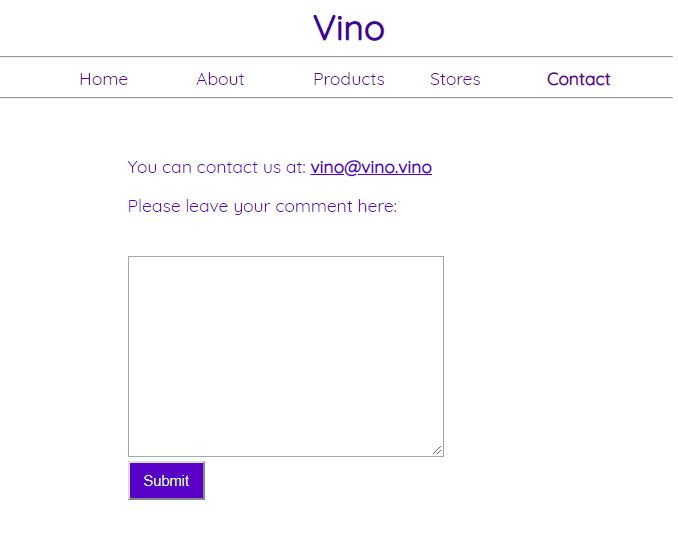 Vino
Home About Products Stores Contact
You can contact us at: vino@vino.vino
Please leave your comment here:
Submit